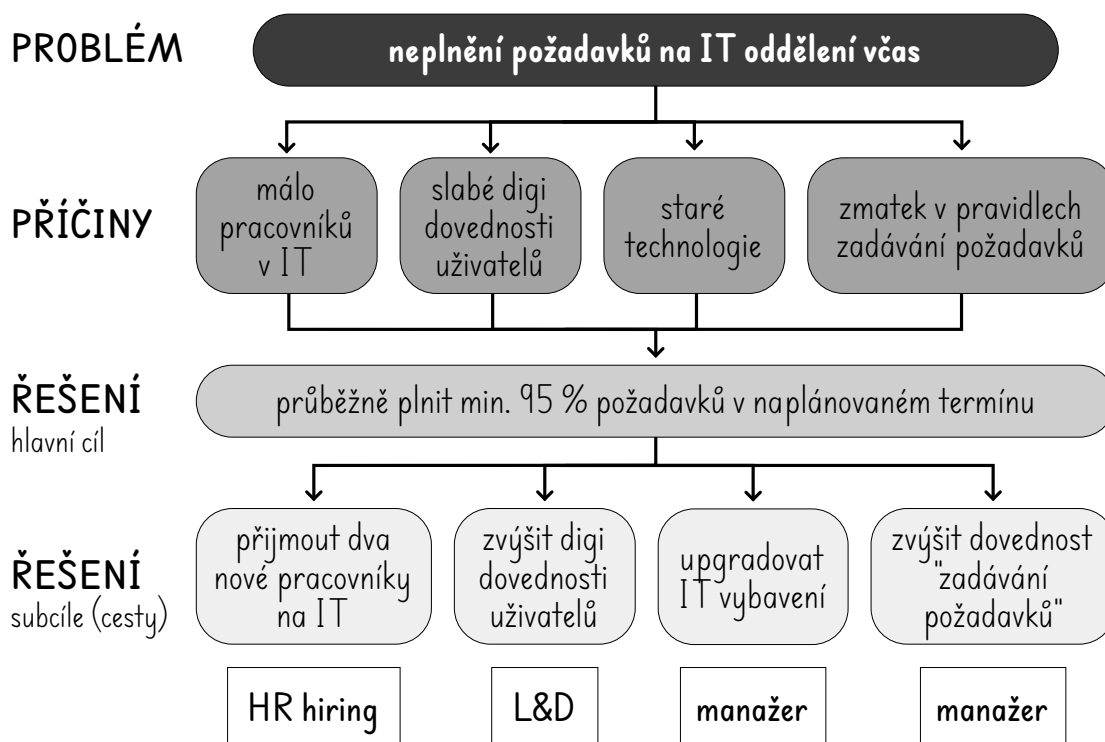 PROBLÉM
neplnění požadavků na IT oddělení včas
PŘÍČINY
málo
pracovníků
v IT
slabé digi
dovednosti
uživatelů
staré
technologie
zmatek v pravidlech
zadávání požadavků
ŘEŠENÍ
hlavní cíl
průběžně plnit min. 95 % požadavků v naplánovaném termínu
ŘEŠENÍ
subcíle (cesty)
přijmout dva
nové pracovníky
na IT
zvýšit digi
dovednosti
uživatelů
upgradovat
IT vybavení
zvýšit dovednost
"zadávání
požadavků"
HR hiring
L&D
manažer
manažer